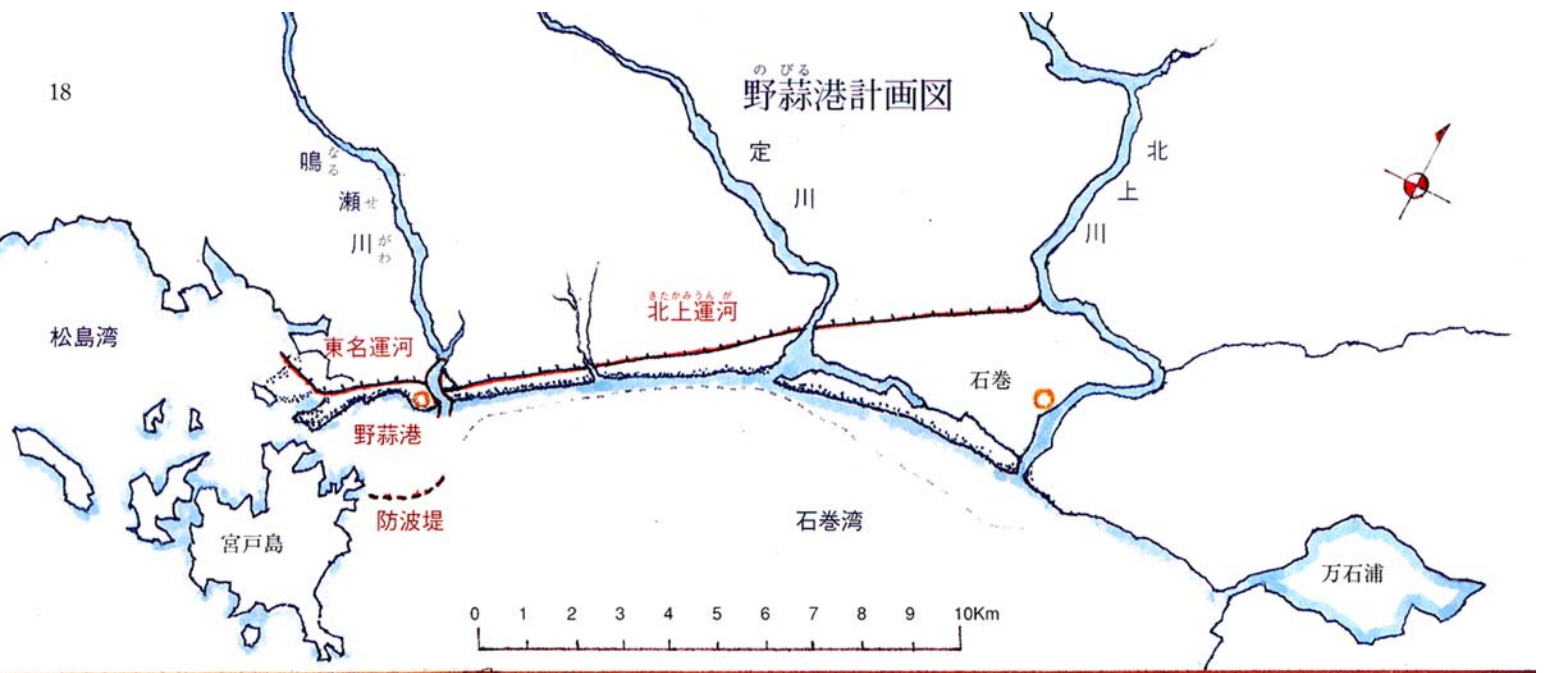 18
のびる
野蒜港計画図
鳴瀬川
なるせがわ
定川
北上川
松島湾
東名運河
きたかみうんが
北上運河
石巻
野蒜港
防波堤
宮戸島
石巻湾
万石浦
0 1 2 3 4 5 6 7 8 9 10Km